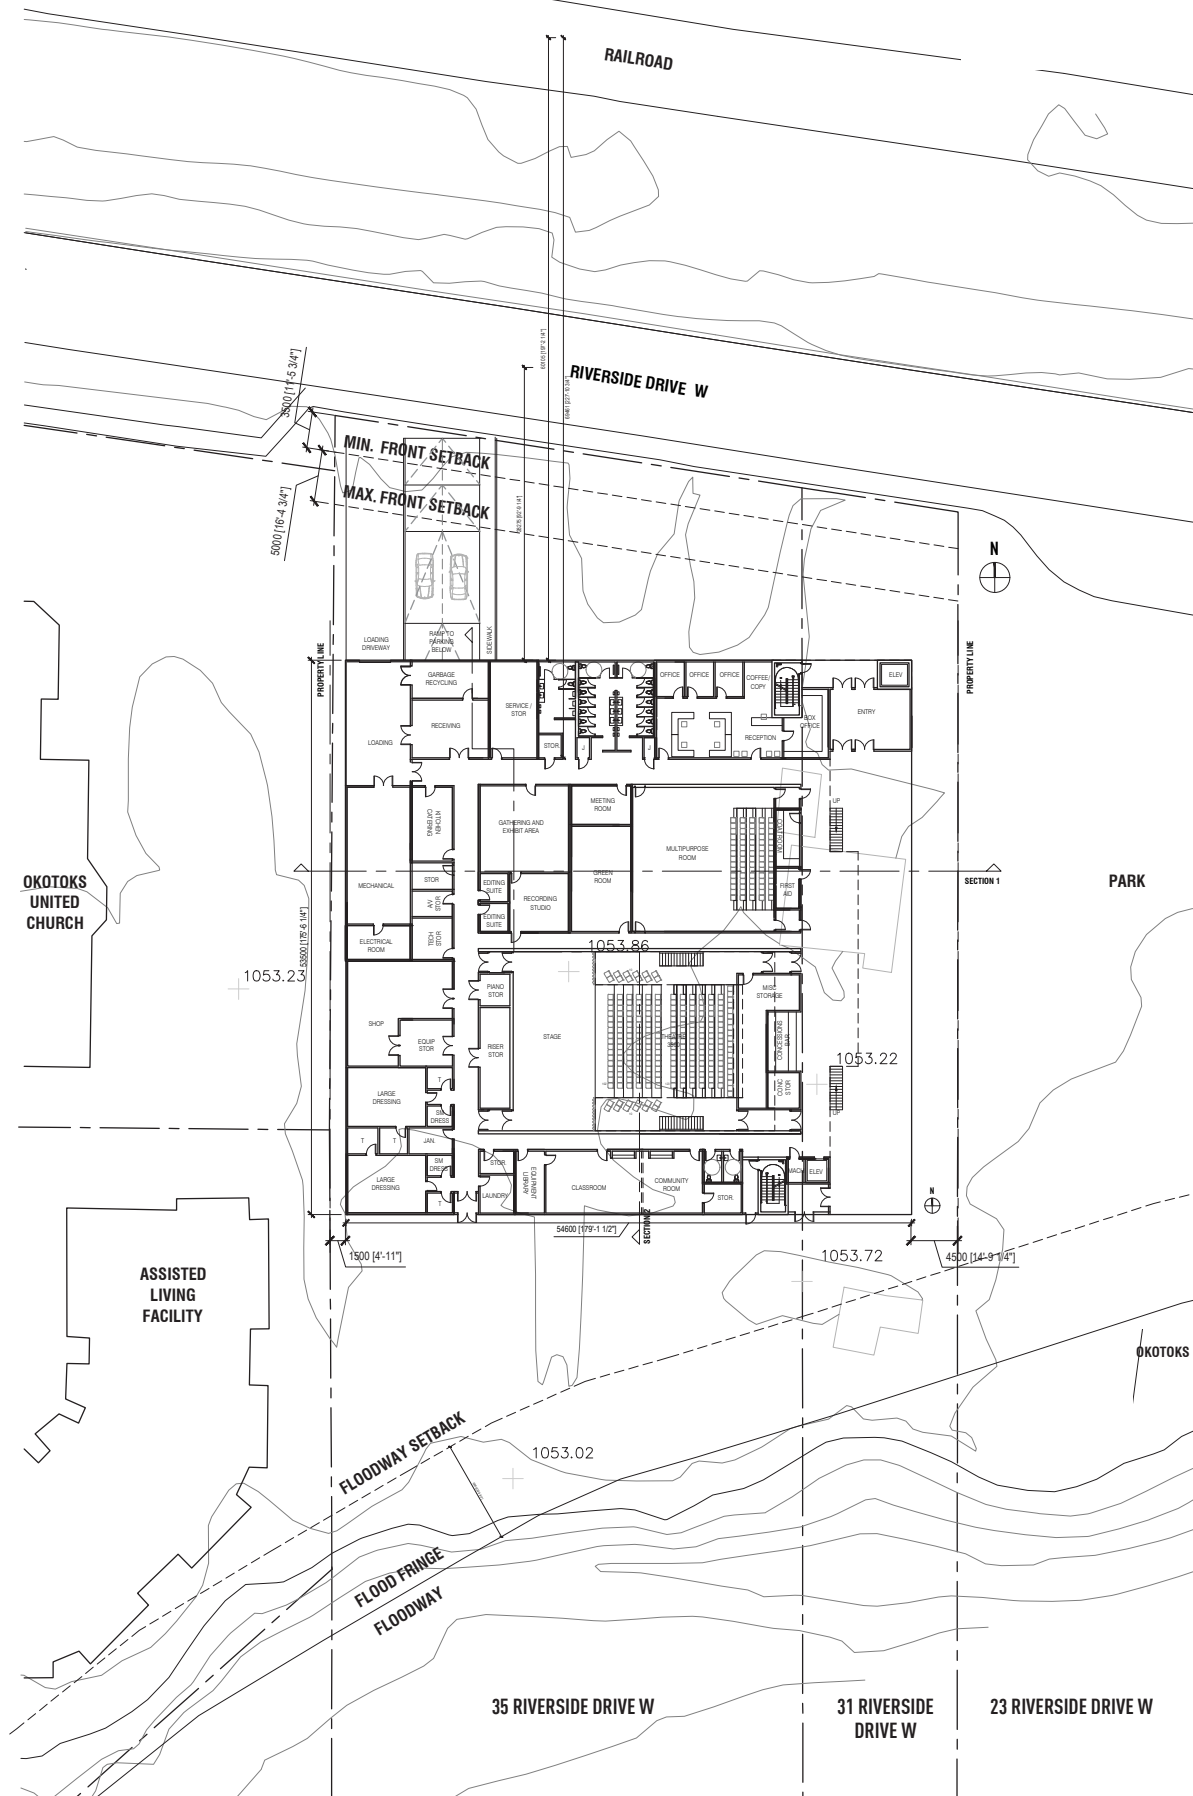 RAILROAD
RIVERSIDE DRIVE W
3500 [11'-5 3/4"]
MIN. FRONT SETBACK
MAX. FRONT SETBACK
5000 [16'-4 3/4"]
N
LOADING
DRIVEWAY
RAMP TO
PARKING
BELOW
SIDEWALK
PROPERTY LINE
PROPERTY LINE
GARBAGE
RECYCLING
SERVICE /
STOR
OFFICE
OFFICE
OFFICE
COFFEE/
COPY
ELEV
RECEIVING
BOX
OFFICE
ENTRY
LOADING
STOR
J
J
RECEPTION
KITCHEN
CATERING
GATHERING AND
EXHIBIT AREA
MEETING
ROOM
UP
MULTIPURPOSE
ROOM
COAT ROOM
MECHANICAL
STOR
EDITING
SUITE
GREEN
ROOM
FIRST
AID
SECTION 1
PARK
OKOTOKS
UNITED
CHURCH
A/V
STOR
RECORDING
STUDIO
EDITING
SUITE
ELECTRICAL
ROOM
TECH
STOR
53500 [175'-6 1/4"]
1053.86
1053.23
PIANO
STOR
MISC
STORAGE
SHOP
EQUIP
STOR
RISER
STOR
STAGE
THEATRE
CONCESSIONS
BAR
1053.22
CONC
STOR
UP
LARGE
DRESSING
T
SM
DRESS
T
T
JAN.
SM
DRESS
LARGE
DRESSING
T
STOR.
LAUNDRY
EQUIPMENT
LIBRARY
CLASSROOM
COMMUNITY
ROOM
STOR.
MACH
ELEV
N
54600 [179'-1 1/2"]
SECTION 2
1500 [4'-11"]
1053.72
4500 [14'-9 1/4"]
ASSISTED
LIVING
FACILITY
OKOTOKS
FLOODWAY SETBACK
1053.02
FLOOD FRINGE
FLOODWAY
35 RIVERSIDE DRIVE W
31 RIVERSIDE
DRIVE W
23 RIVERSIDE DRIVE W